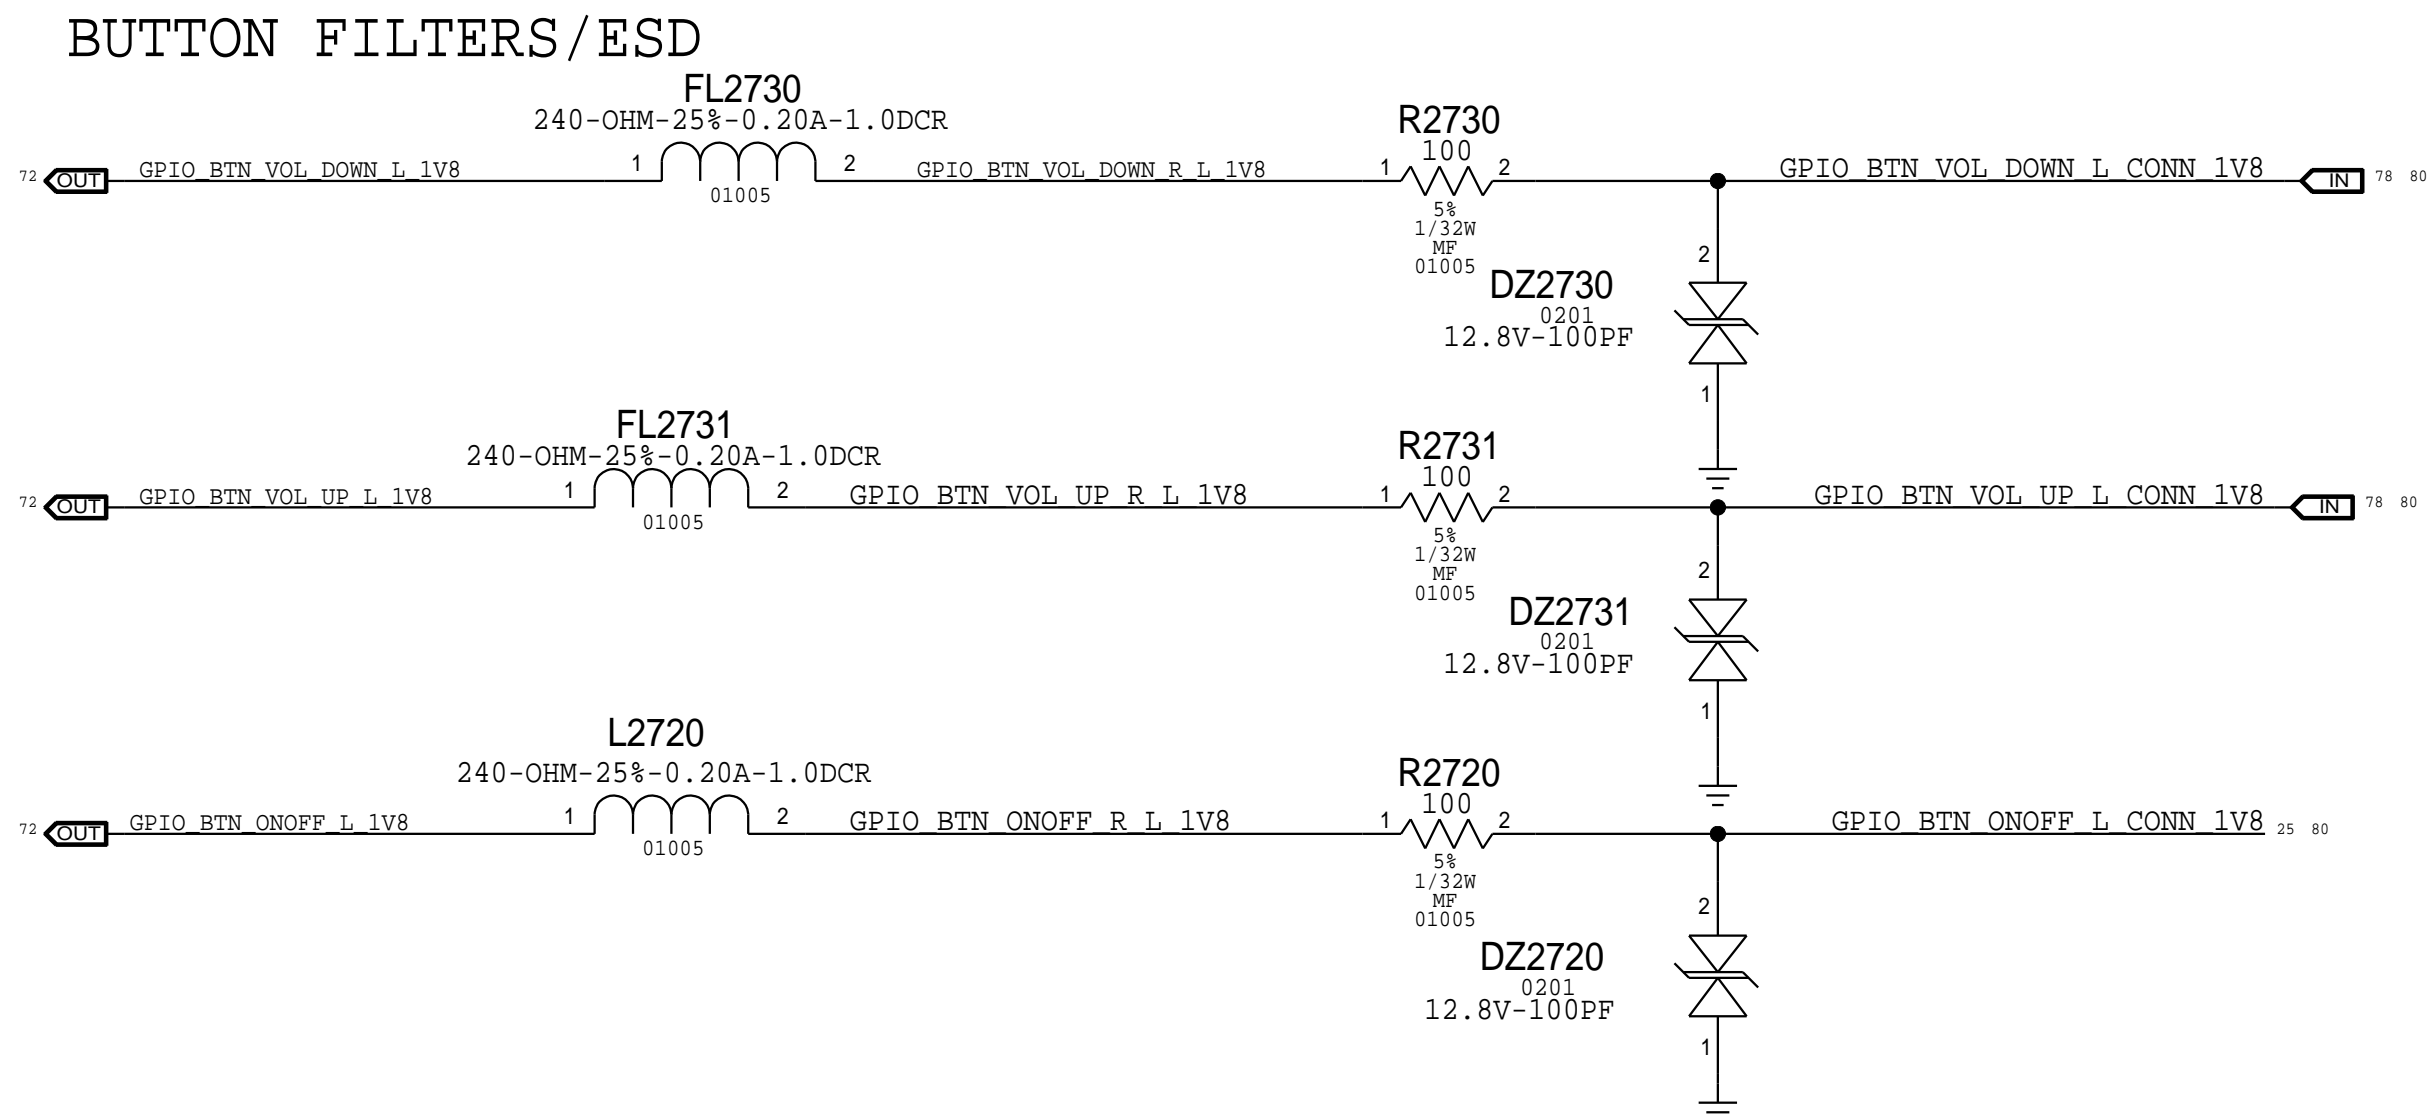 BUTTON FILTERS/ESD
FL2730
240-OHM-25%-0.20A-1.0DCR
R2730
100
72 OUT GPIO_BTN_VOL_DOWN_L_1V8 1 2 GPIO_BTN_VOL_DOWN_R_L_1V8 1 2 GPIO_BTN_VOL_DOWN_L_CONN_1V8 IN 78 80
01005
5%
1/32W
MF
01005
2
DZ2730
0201
12.8V-100PF
1
FL2731
240-OHM-25%-0.20A-1.0DCR
R2731
100
72 OUT GPIO_BTN_VOL_UP_L_1V8 1 2 GPIO_BTN_VOL_UP_R_L_1V8 1 2 GPIO_BTN_VOL_UP_L_CONN_1V8 IN 78 80
01005
5%
1/32W
MF
01005
2
DZ2731
0201
12.8V-100PF
1
L2720
240-OHM-25%-0.20A-1.0DCR
R2720
100
72 OUT GPIO_BTN_ONOFF_L_1V8 1 2 GPIO_BTN_ONOFF_R_L_1V8 1 2 GPIO_BTN_ONOFF_L_CONN_1V8 25 80
01005
5%
1/32W
MF
01005
2
DZ2720
0201
12.8V-100PF
1